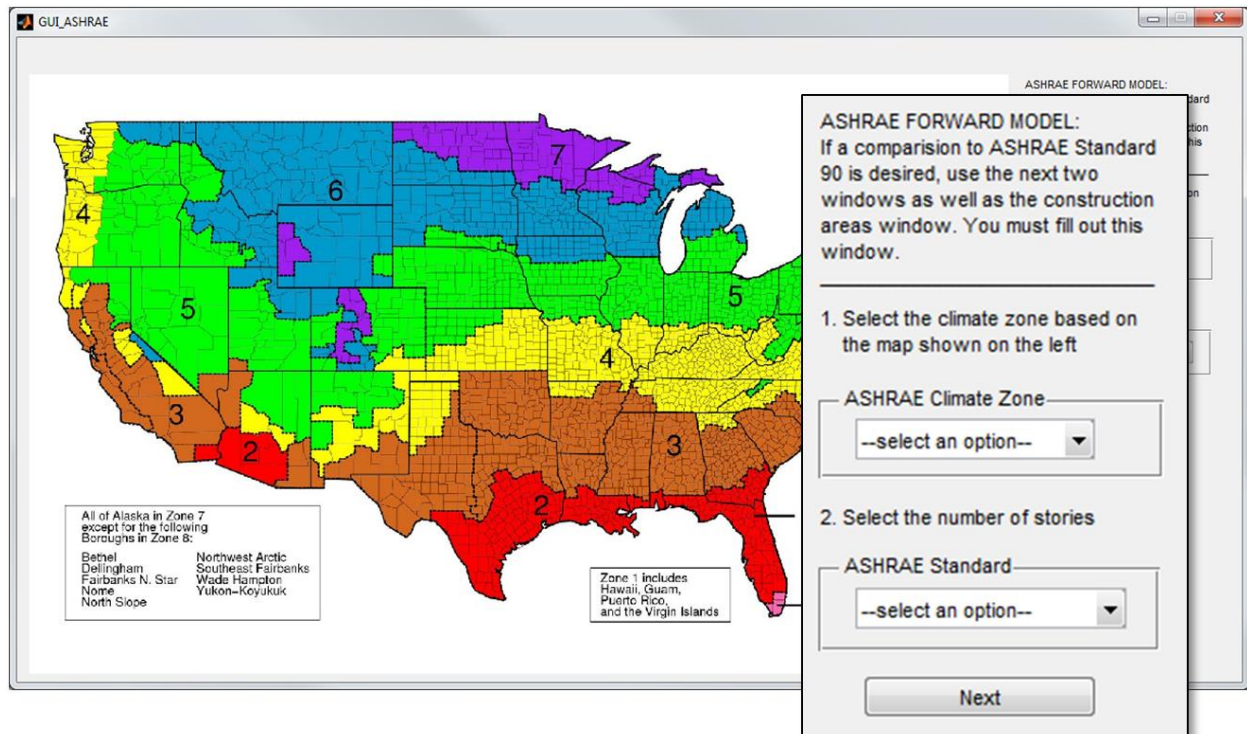 GUI_ASHRAE
ASHRAE FORWARD MODEL:
7
6
4
5
5
4
3
3
2
2
All of Alaska in Zone 7
except for the following
Boroughs in Zone 8:
Bethel Northwest Arctic
Dellingham Southeast Fairbanks
Fairbanks N. Star Wade Hampton
Nome Yukon-Koyukuk
North Slope
Zone 1 includes
Hawaii, Guam,
Puerto Rico,
and the Virgin Islands
ASHRAE FORWARD MODEL:
If a comparision to ASHRAE Standard
90 is desired, use the next two
windows as well as the construction
areas window. You must fill out this
window.
1. Select the climate zone based on
the map shown on the left
ASHRAE Climate Zone
--select an option--
2. Select the number of stories
ASHRAE Standard
--select an option--
Next